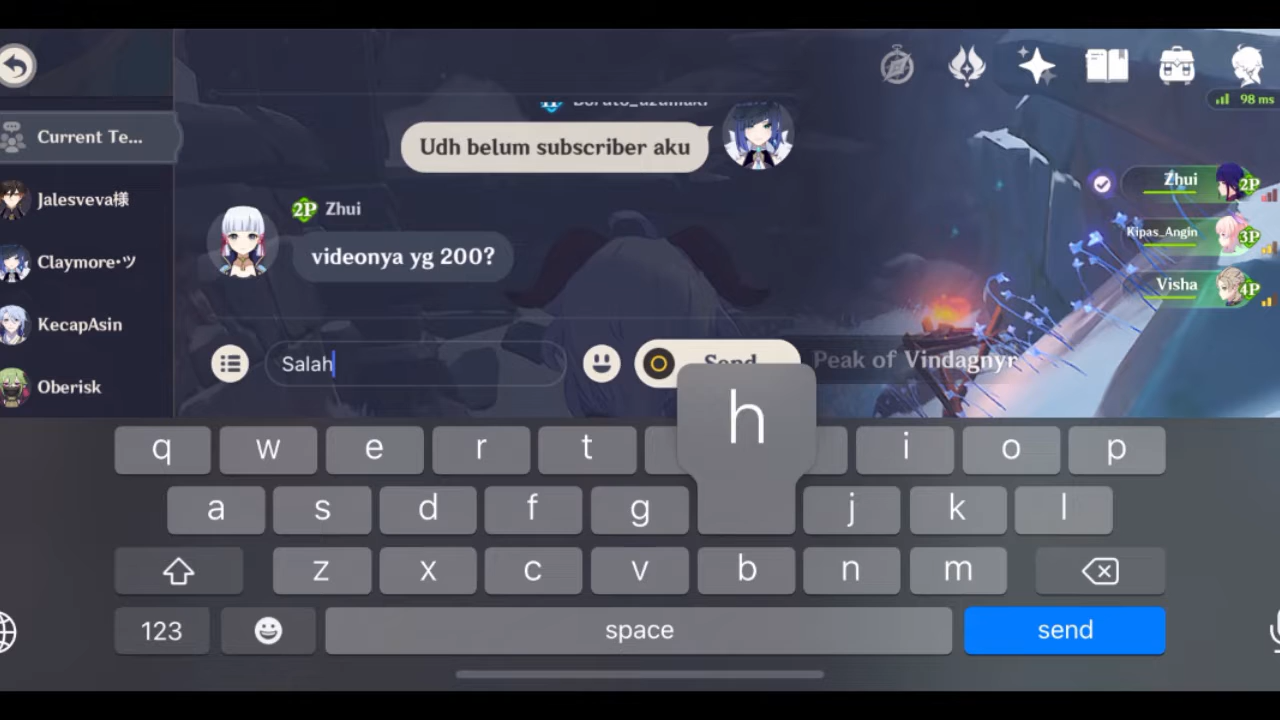 98 ms
Current Te...
Jalesveva様
Claymore•ツ
KecapAsin
Oberisk
Udh belum subscriber aku
2P Zhui
videonya yg 200?
Salah
Send
Peak of Vindagnyr
Zhui 2P
Kipas_Angin 3P
Visha 4P
h
q w e r t i o p
a s d f g j k l
z x c v b n m
123 space send